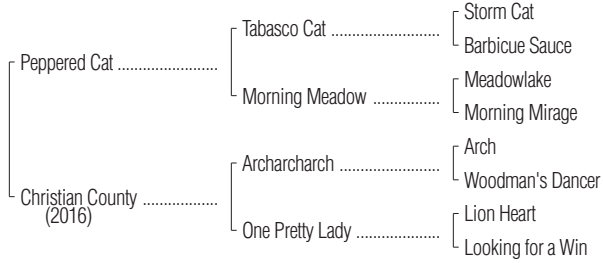 Storm Cat
Tabasco Cat ......................
Barbicue Sauce
Peppered Cat ....................
Meadowlake
Morning Meadow ..............
Morning Mirage
Arch
Archarcharch ....................
Woodman's Dancer
Christian County ...............
(2016)
Lion Heart
One Pretty Lady .................
Looking for a Win